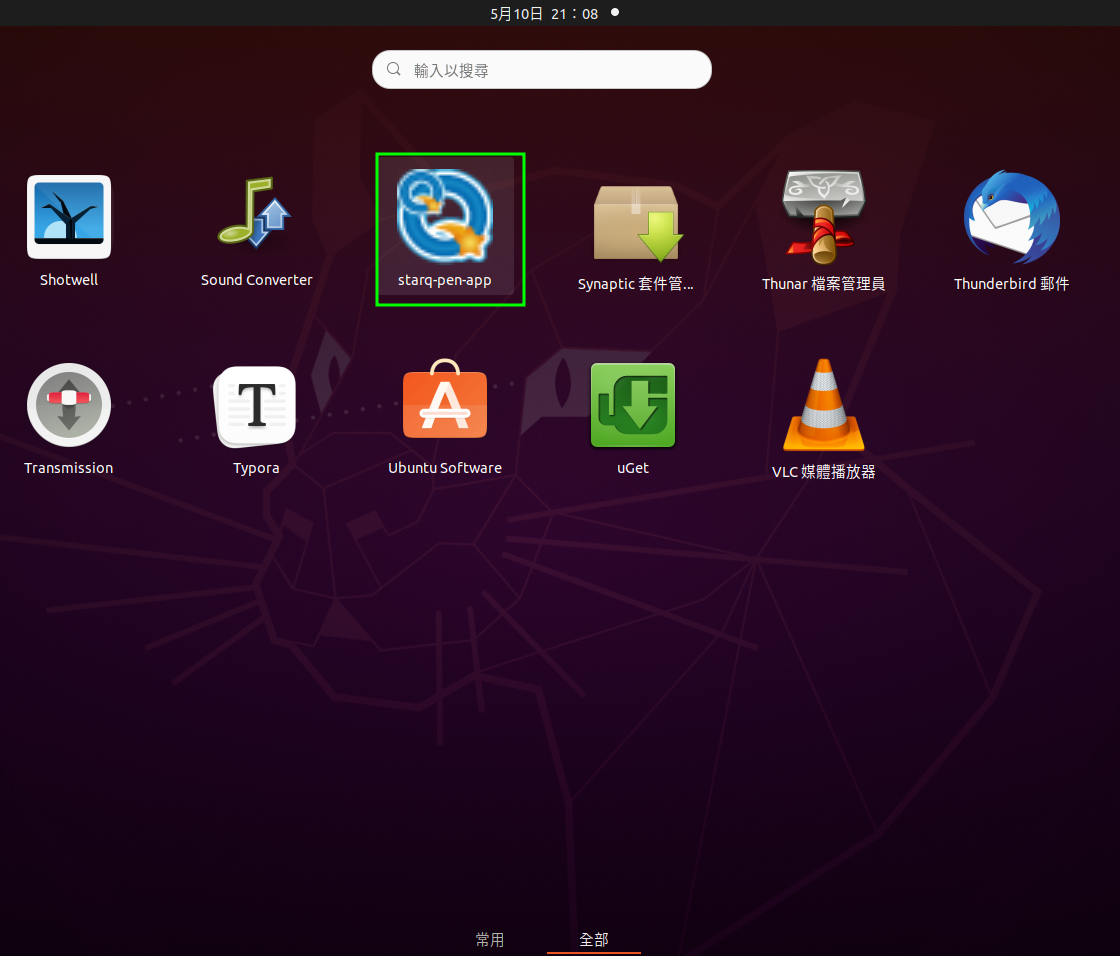 5月10日 21：08
輸入以搜尋
Shotwell
Sound Converter
starq-pen-app
Synaptic 套件管...
Thunar 檔案管理員
Thunderbird 郵件
Transmission
Typora
Ubuntu Software
uGet
VLC 媒體播放器
常用
全部